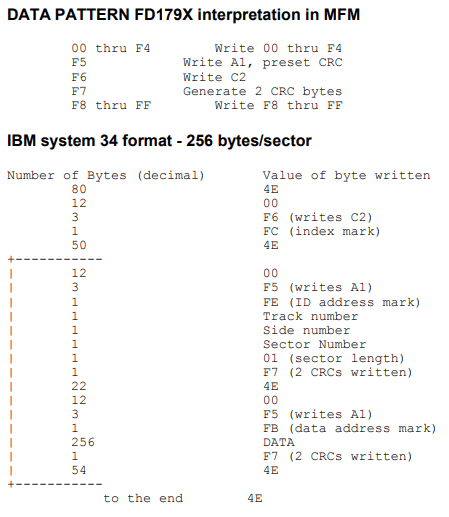 DATA PATTERN FD179X interpretation in MFM
00 thru F4 Write 00 thru F4
F5 Write A1, preset CRC
F6 Write C2
F7 Generate 2 CRC bytes
F8 thru FF Write F8 thru FF
IBM system 34 format - 256 bytes/sector
Number of Bytes (decimal) Value of byte written
80 4E
12 00
3 F6 (writes C2)
1 FC (index mark)
50 4E
+-----------
| 12 00
| 3 F5 (writes A1)
| 1 FE (ID address mark)
| 1 Track number
| 1 Side number
| 1 Sector Number
| 1 01 (sector length)
| 1 F7 (2 CRCs written)
| 22 4E
| 12 00
| 3 F5 (writes A1)
| 1 FB (data address mark)
| 256 DATA
| 1 F7 (2 CRCs written)
| 54 4E
+-----------
to the end 4E